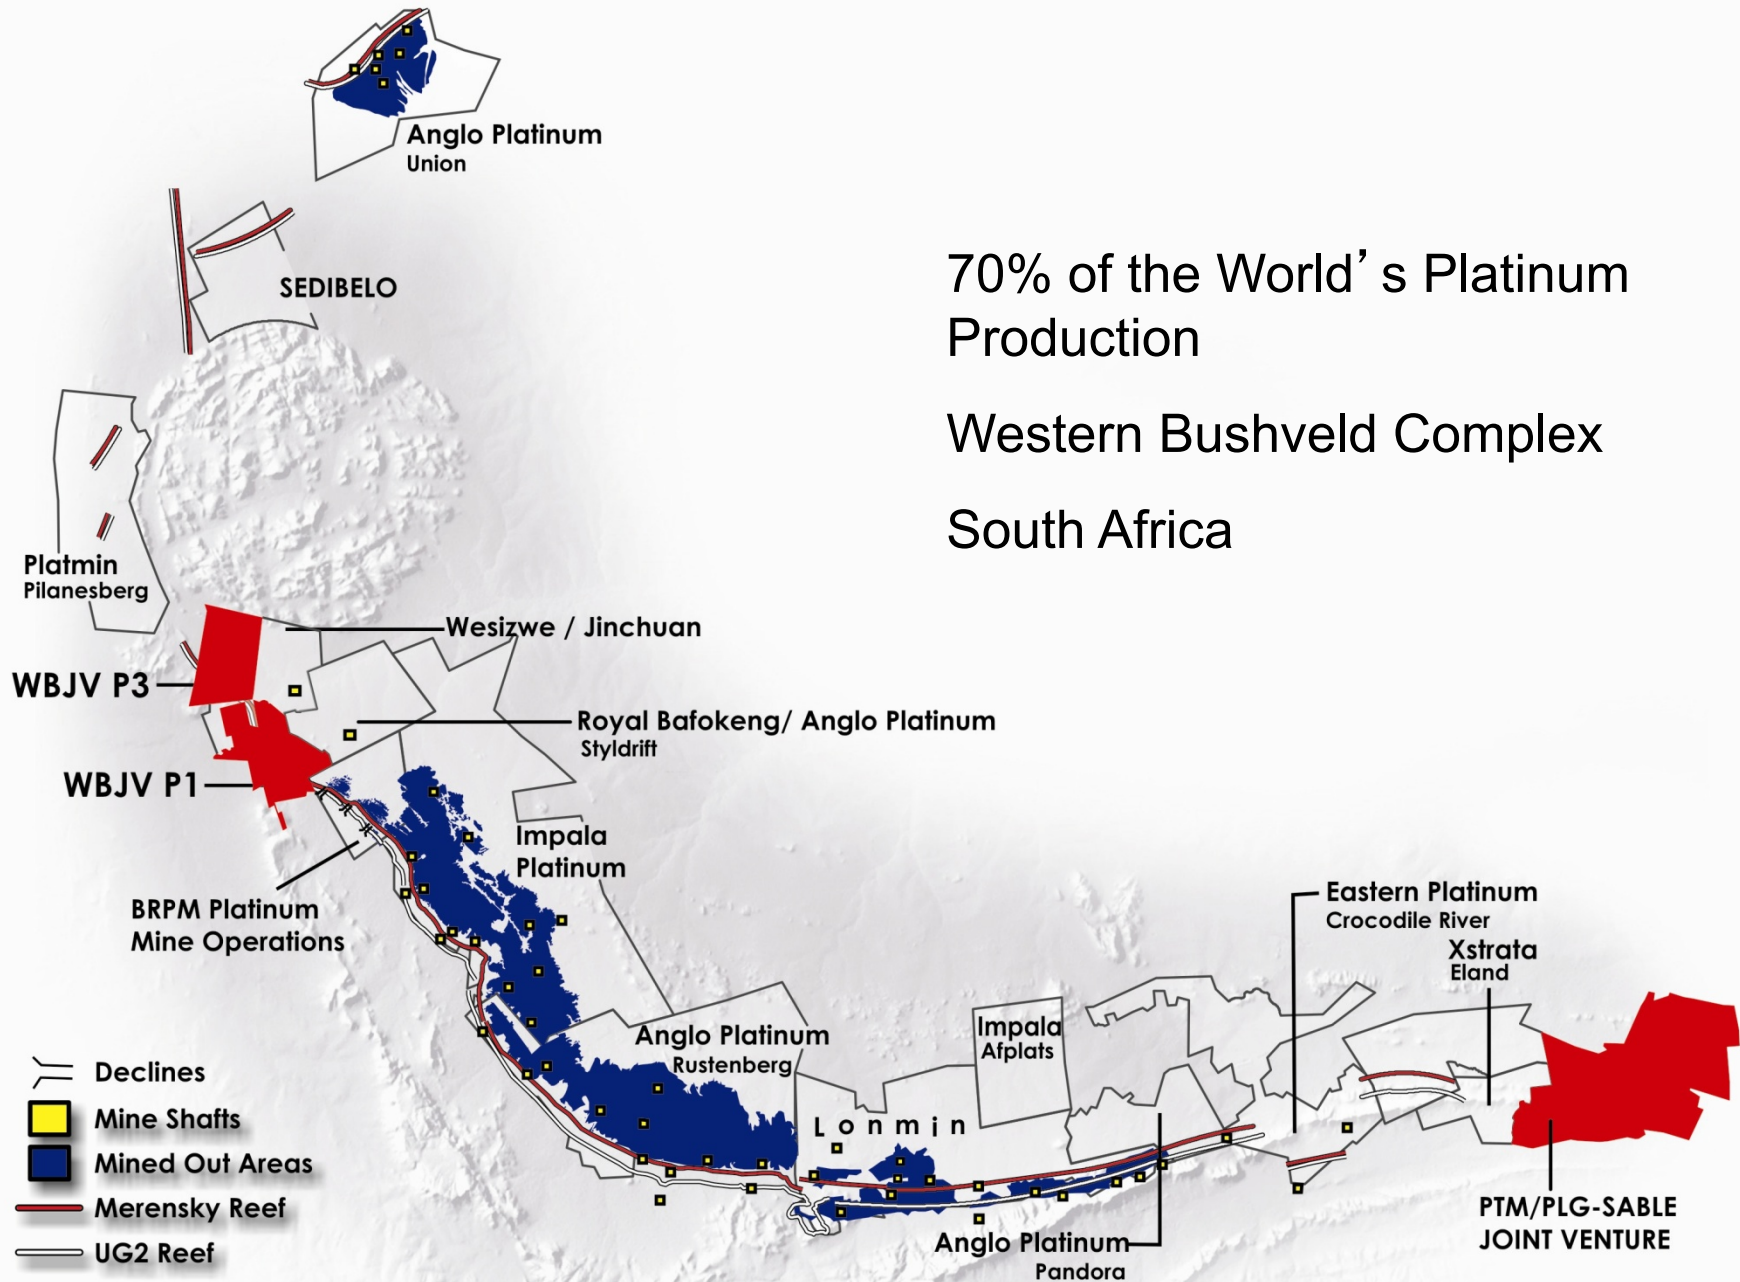 Anglo Platinum
Union
SEDIBELO
70% of the World’s Platinum
Production
Western Bushveld Complex
South Africa
Platmin
Pilanesberg
Wesizwe / Jinchuan
WBJV P3
Royal Bafokeng/ Anglo Platinum
Styldrift
WBJV P1
Impala
Platinum
BRPM Platinum
Mine Operations
Eastern Platinum
Crocodile River
Xstrata
Eland
Anglo Platinum
Rustenberg
Impala
Afplats
Lonmin
Declines
Mine Shafts
Mined Out Areas
Merensky Reef
UG2 Reef
Anglo Platinum
Pandora
PTM/PLG-SABLE
JOINT VENTURE